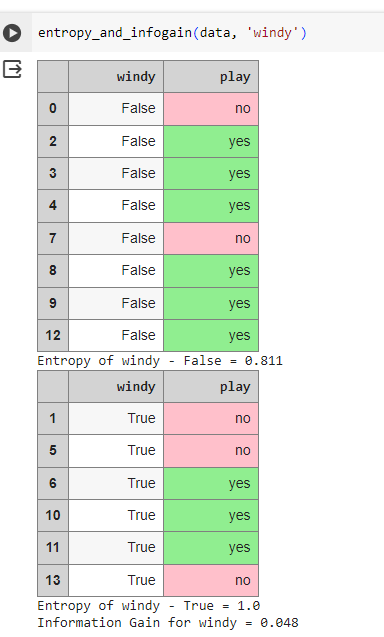 entropy_and_infogain(data, 'windy')
windy play
0 False no
2 False yes
3 False yes
4 False yes
7 False no
8 False yes
9 False yes
12 False yes
Entropy of windy - False = 0.811
windy play
1 True no
5 True no
6 True yes
10 True yes
11 True yes
13 True no
Entropy of windy - True = 1.0
Information Gain for windy = 0.048